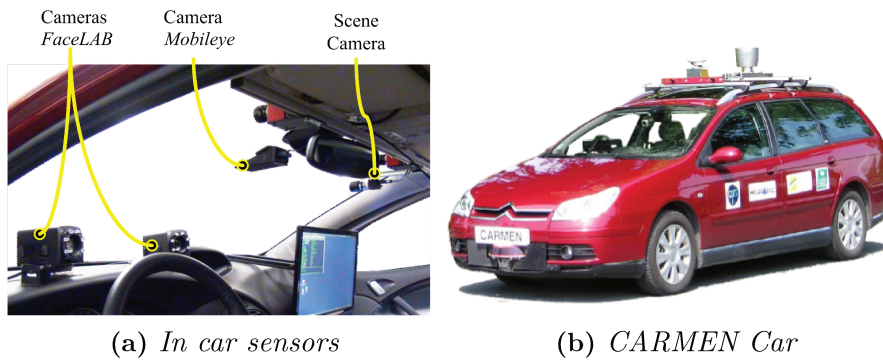 Cameras
FaceLAB
Camera
Mobileye
Scene
Camera
CARMEN
(a) In car sensors
(b) CARMEN Car